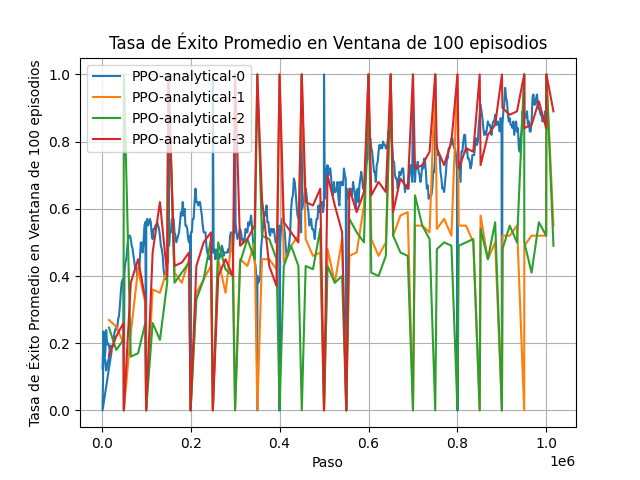 Tasa de Éxito Promedio en Ventana de 100 episodios
Tasa de Éxito Promedio en Ventana de 100 episodios
1.0
0.8
0.6
0.4
0.2
0.0
PPO-analytical-0
PPO-analytical-1
PPO-analytical-2
PPO-analytical-3
0.0 0.2 0.4 0.6 0.8 1.0
1e6
Paso